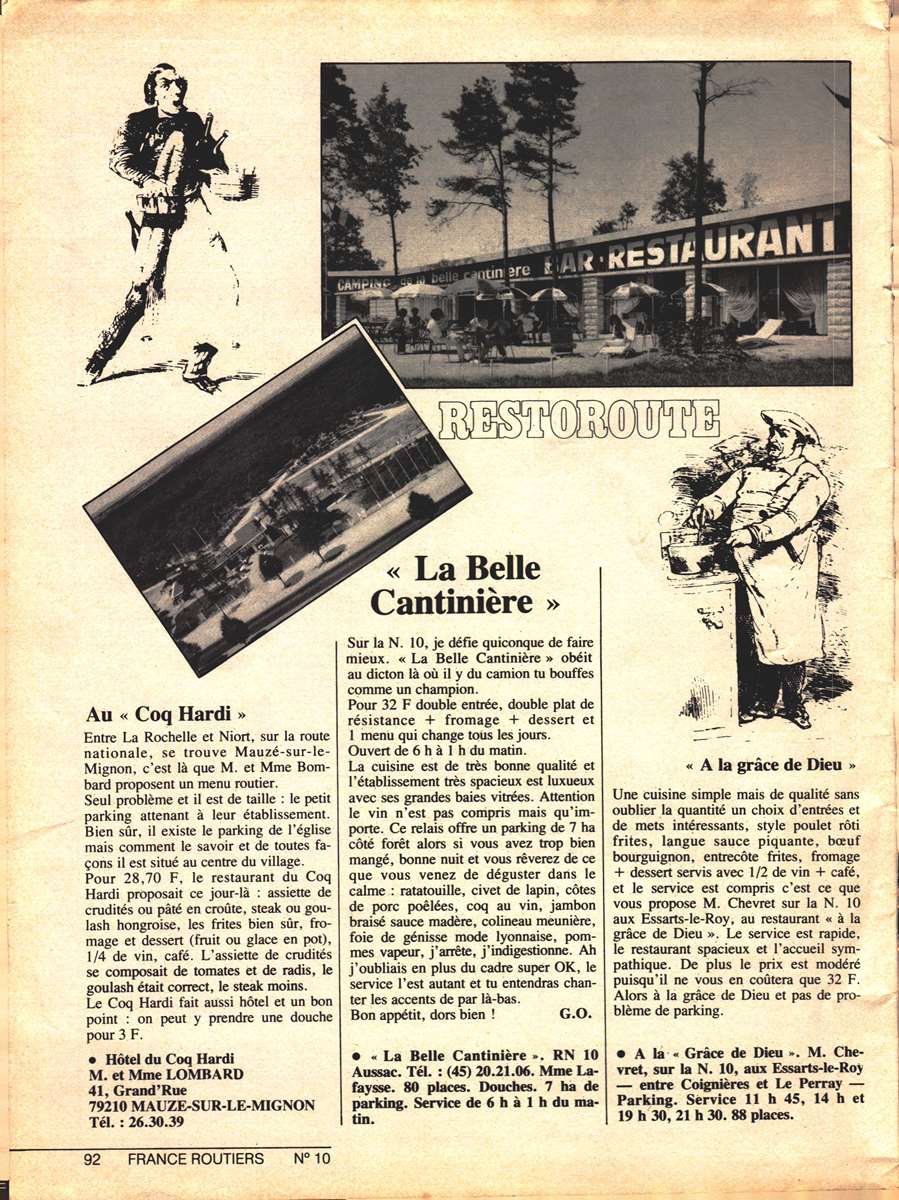 CAMPING de la belle cantinière BAR-RESTAURANT
RESTOROUTE
Au « Coq Hardi »
Entre La Rochelle et Niort, sur la route
nationale, se trouve Mauzé-sur-le-
Mignon, c'est là que M. et Mme Bom-
bard proposent un menu routier.
Seul problème et il est de taille : le petit
parking attenant à leur établissement.
Bien sûr, il existe le parking de l'église
mais comment le savoir et de toutes fa-
çons il est situé au centre du village.
Pour 28,70 F, le restaurant du Coq
Hardi proposait ce jour-là : assiette de
crudités ou pâté en croûte, steak ou gou-
lash hongroise, les frites bien sûr, fro-
mage et dessert (fruit ou glace en pot),
1/4 de vin, café. L'assiette de crudités
se composait de tomates et de radis, le
goulash était correct, le steak moins.
Le Coq Hardi fait aussi hôtel et un bon
point : on peut y prendre une douche
pour 3 F.
● Hôtel du Coq Hardi
M. et Mme LOMBARD
41, Grand'Rue
79210 MAUZE-SUR-LE-MIGNON
Tél. : 26.30.39
« La Belle
Cantinière »
Sur la N. 10, je défie quiconque de faire
mieux. « La Belle Cantinière » obéit
au dicton là où il y du camion tu bouffes
comme un champion.
Pour 32 F double entrée, double plat de
résistance + fromage + dessert et
1 menu qui change tous les jours.
Ouvert de 6 h à 1 h du matin.
La cuisine est de très bonne qualité et
l'établissement très spacieux est luxueux
avec ses grandes baies vitrées. Attention
le vin n'est pas compris mais qu'im-
porte. Ce relais offre un parking de 7 ha
côté forêt alors si vous avez trop bien
mangé, bonne nuit et vous rêverez de ce
que vous venez de déguster dans le
calme : ratatouille, civet de lapin, côtes
de porc poêlées, coq au vin, jambon
braisé sauce madère, colineau meunière,
foie de génisse mode lyonnaise, pom-
mes vapeur, j'arrête, j'indigestionne. Ah
j'oubliais en plus du cadre super OK, le
service l'est autant et tu entendras chan-
ter les accents de par là-bas.
Bon appétit, dors bien ! G.O.
● « La Belle Cantinière ». RN 10
Aussac. Tél. : (45) 20.21.06. Mme La-
faysse. 80 places. Douches. 7 ha de
parking. Service de 6 h à 1 h du ma-
tin.
« A la grâce de Dieu »
Une cuisine simple mais de qualité sans
oublier la quantité un choix d'entrées et
de mets intéressants, style poulet rôti
frites, langue sauce piquante, bœuf
bourguignon, entrecôte frites, fromage
+ dessert servis avec 1/2 de vin + café,
et le service est compris c'est ce que
vous propose M. Chevret sur la N. 10
aux Essarts-le-Roy, au restaurant « à la
grâce de Dieu ». Le service est rapide,
le restaurant spacieux et l'accueil sym-
pathique. De plus le prix est modéré
puisqu'il ne vous en coûtera que 32 F.
Alors à la grâce de Dieu et pas de pro-
blème de parking.
● A la « Grâce de Dieu ». M. Che-
vret, sur la N. 10, aux Essarts-le-Roy
— entre Coignières et Le Perray —
Parking. Service 11 h 45, 14 h et
19 h 30, 21 h 30. 88 places.
92 FRANCE ROUTIERS N° 10